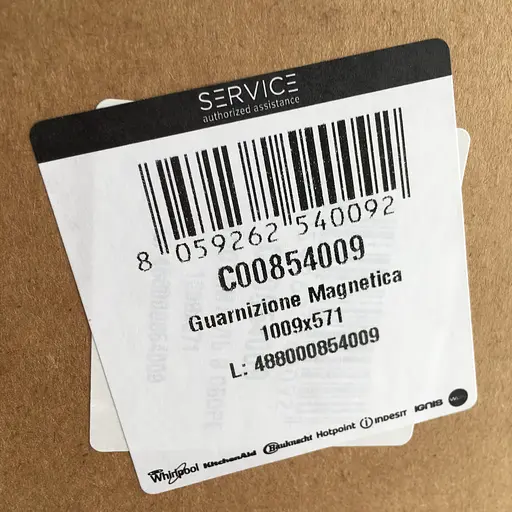 SERVICE
authorized assistance
8 059262 540092
C00854009
Guarnizione Magnetica
1009x571
L: 488000854009
Whirlpool KitchenAid Bauknecht Hotpoint indesit IGNIS